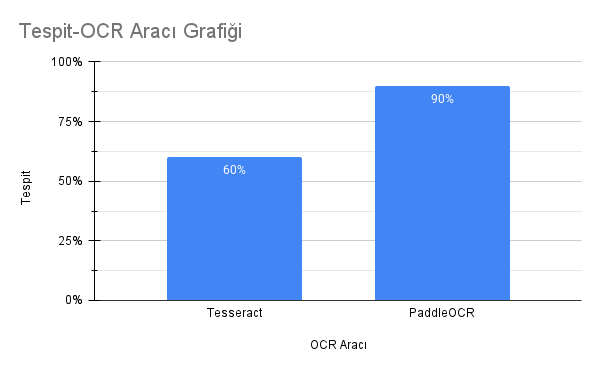 Tespit-OCR Aracı Grafiği
100%
75%
50%
25%
0%
Tespit
60%
90%
Tesseract
PaddleOCR
OCR Aracı